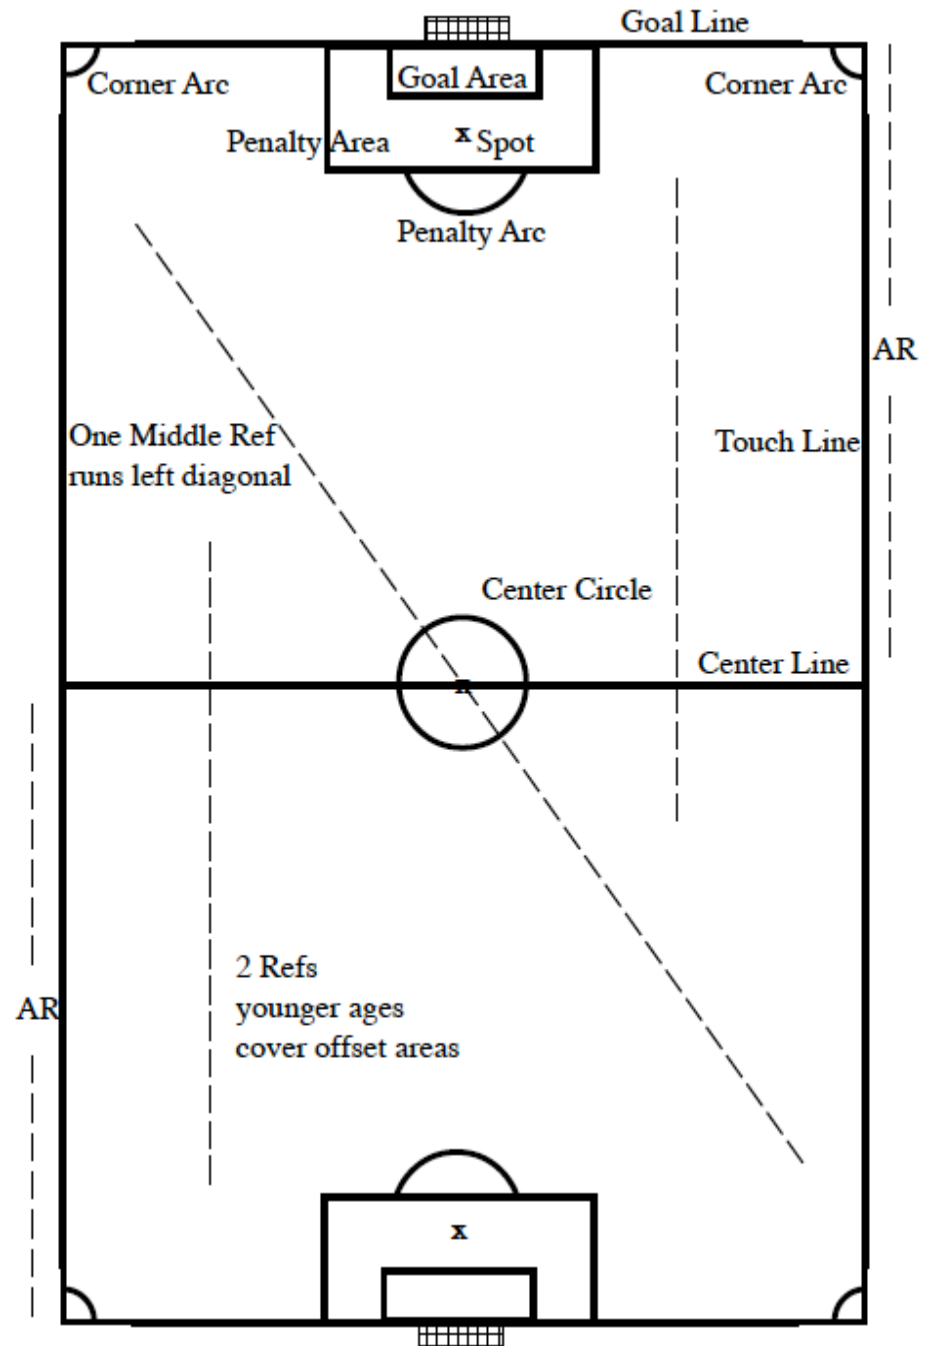 Goal Line
Corner Arc
Goal Area
Corner Arc
Penalty Area
x Spot
Penalty Arc
AR
One Middle Ref
runs left diagonal
Touch Line
Center Circle
Center Line
x
2 Refs
younger ages
cover offset areas
AR
x